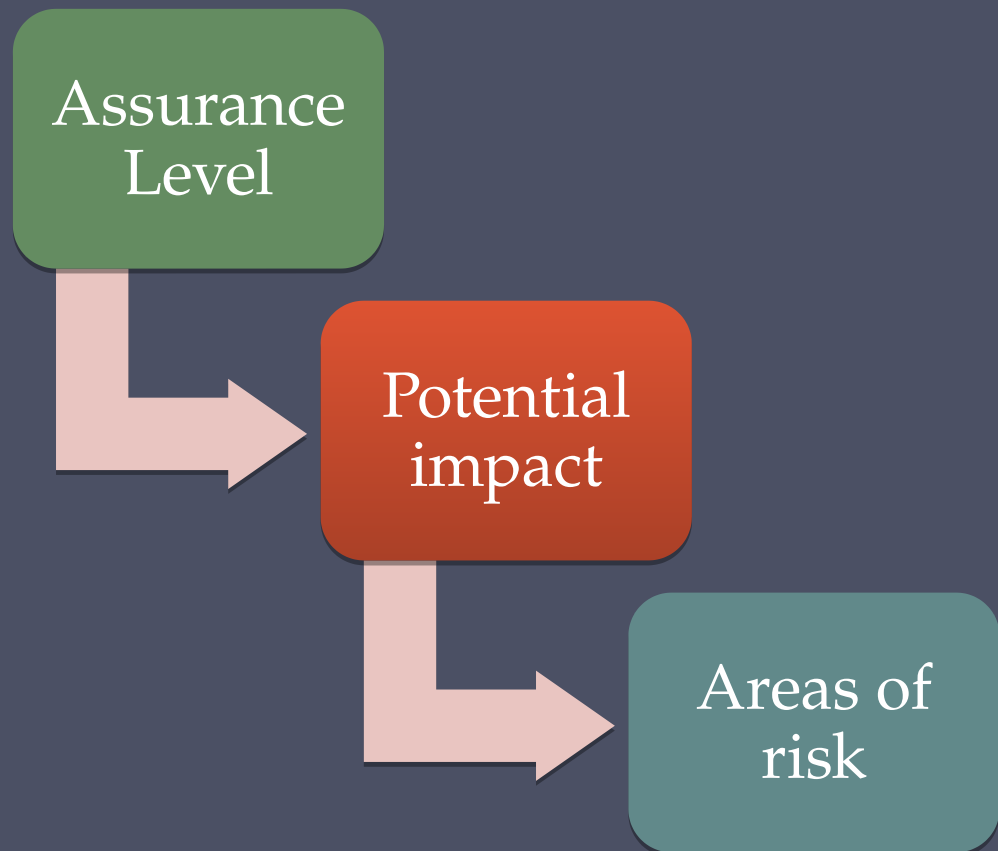 Assurance
Level
Potential
impact
Areas of
risk